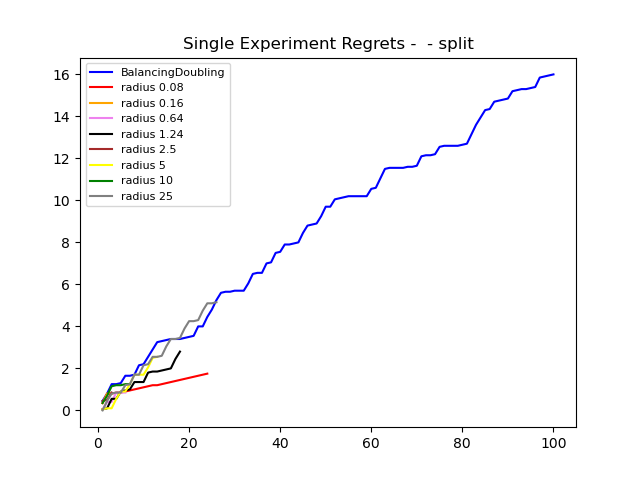 Single Experiment Regrets -  - split
BalancingDoubling
radius 0.08
radius 0.16
radius 0.64
radius 1.24
radius 2.5
radius 5
radius 10
radius 25
16
14
12
10
8
6
4
2
0
0 20 40 60 80 100